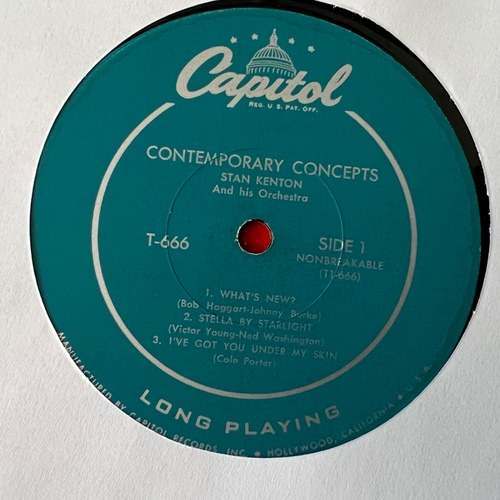 Capitol
REG. U. S. PAT. OFF.
CONTEMPORARY CONCEPTS
STAN KENTON
And his Orchestra
T-666
SIDE 1
NONBREAKABLE
(T1-666)
1. WHAT'S NEW?
(Bob Haggart-Johnny Burke)
2. STELLA BY STARLIGHT
(Victor Young-Ned Washington)
3. I'VE GOT YOU UNDER MY SKIN
(Cole Porter)
LONG PLAYING
MANUFACTURED BY CAPITOL RECORDS, INC. • HOLLYWOOD, CALIFORNIA • U.S.A.